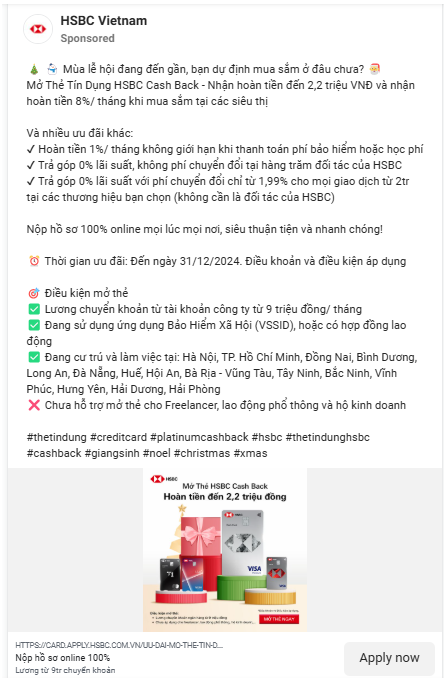 HSBC Vietnam
Sponsored
🎄 ⛄ Mùa lễ hội đang đến gần, bạn dự định mua sắm ở đâu chưa? 🎅
Mở Thẻ Tín Dụng HSBC Cash Back - Nhận hoàn tiền đến 2,2 triệu VNĐ và nhận
hoàn tiền 8%/ tháng khi mua sắm tại các siêu thị
Và nhiều ưu đãi khác:
✓ Hoàn tiền 1%/ tháng không giới hạn khi thanh toán phí bảo hiểm hoặc học phí
✓ Trả góp 0% lãi suất, không phí chuyển đổi tại hàng trăm đối tác của HSBC
✓ Trả góp 0% lãi suất với phí chuyển đổi chỉ từ 1,99% cho mọi giao dịch từ 2tr
tại các thương hiệu bạn chọn (không cần là đối tác của HSBC)
Nộp hồ sơ 100% online mọi lúc mọi nơi, siêu thuận tiện và nhanh chóng!
⏰ Thời gian ưu đãi: Đến ngày 31/12/2024. Điều khoản và điều kiện áp dụng
🎯 Điều kiện mở thẻ
✅ Lương chuyển khoản từ tài khoản công ty từ 9 triệu đồng/ tháng
✅ Đang sử dụng ứng dụng Bảo Hiểm Xã Hội (VSSID), hoặc có hợp đồng lao
động
✅ Đang cư trú và làm việc tại: Hà Nội, TP. Hồ Chí Minh, Đồng Nai, Bình Dương,
Long An, Đà Nẵng, Huế, Hội An, Bà Rịa - Vũng Tàu, Tây Ninh, Bắc Ninh, Vĩnh
Phúc, Hưng Yên, Hải Dương, Hải Phòng
❌ Chưa hỗ trợ mở thẻ cho Freelancer, lao động phổ thông và hộ kinh doanh
#thetindung #creditcard #platinumcashback #hsbc #thetindunghsbc
#cashback #giangsinh #noel #christmas #xmas
HSBC
Mở Thẻ HSBC Cash Back
Hoàn tiền đến 2,2 triệu đồng
VISA
MỞ THẺ NGAY
HTTPS://CARD.APPLY.HSBC.COM.VN/UU-DAI-MO-THE-TIN-D...
Nộp hồ sơ online 100%
Lương từ 9tr chuyển khoản
Apply now